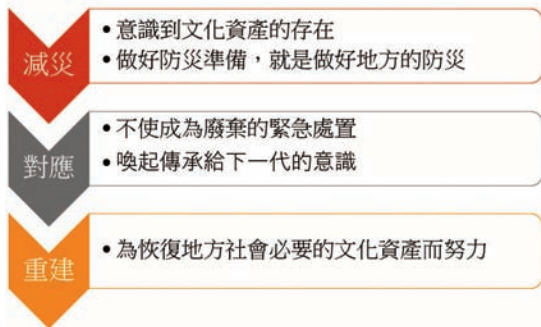 減災
• 意識到文化資產的存在
• 做好防災準備，就是做好地方的防災
對應
• 不使成為廢棄的緊急處置
• 喚起傳承給下一代的意識
重建
• 為恢復地方社會必要的文化資產而努力